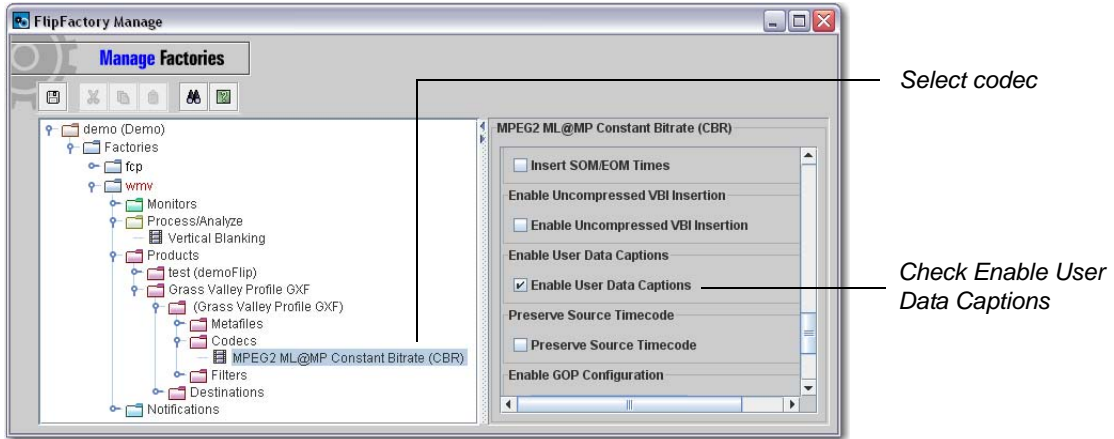 FlipFactory Manage
Manage Factories
demo (Demo)
Factories
fcp
wmv
Monitors
Process/Analyze
Vertical Blanking
Products
test (demoFlip)
Grass Valley Profile GXF
(Grass Valley Profile GXF)
Metafiles
Codecs
MPEG2 ML@MP Constant Bitrate (CBR)
Filters
Destinations
Notifications
MPEG2 ML@MP Constant Bitrate (CBR)
Insert SOM/EOM Times
Enable Uncompressed VBI Insertion
Enable Uncompressed VBI Insertion
Enable User Data Captions
Enable User Data Captions
Preserve Source Timecode
Preserve Source Timecode
Enable GOP Configuration
Select codec
Check Enable User
Data Captions